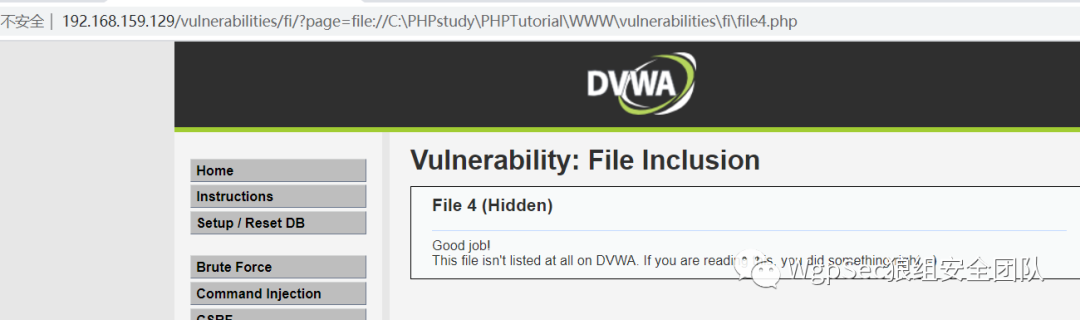 不安全 | 192.168.159.129/vulnerabilities/fi/?page=file://C:\PHPstudy\PHPTutorial\WWW\vulnerabilities\fi\file4.php
DVWA
Vulnerability: File Inclusion
Home
Instructions
Setup / Reset DB
Brute Force
Command Injection
CSRF
File 4 (Hidden)
Good job!
This file isn't listed at all on DVWA. If you are reading this, you did something right
WgpSec狼组安全团队